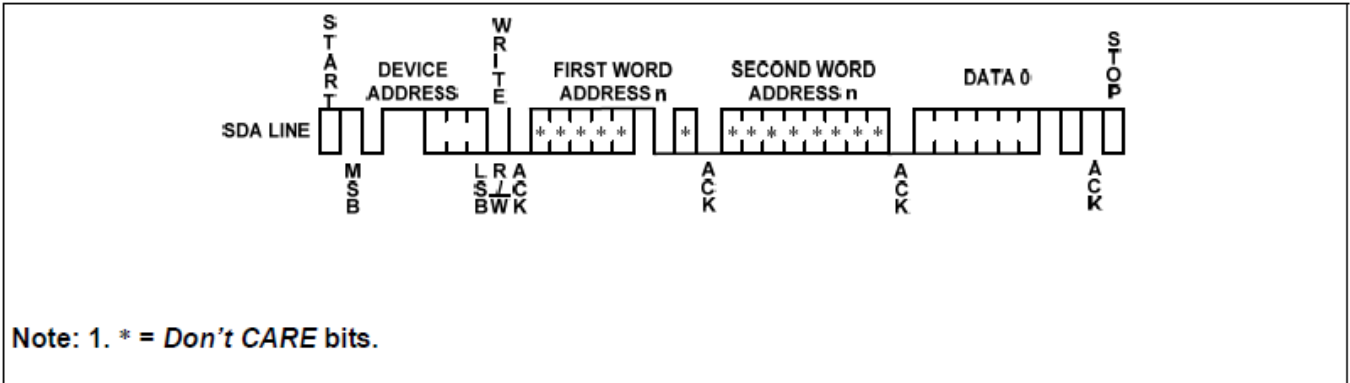 START
WRITE
STOP
DEVICE ADDRESS
FIRST WORD ADDRESS n
SECOND WORD ADDRESS n
DATA 0
SDA LINE
* * * * *
*
* * * * * * * *
MSB
LSB
R/W
ACK
ACK
ACK
ACK
Note: 1. * = Don't CARE bits.